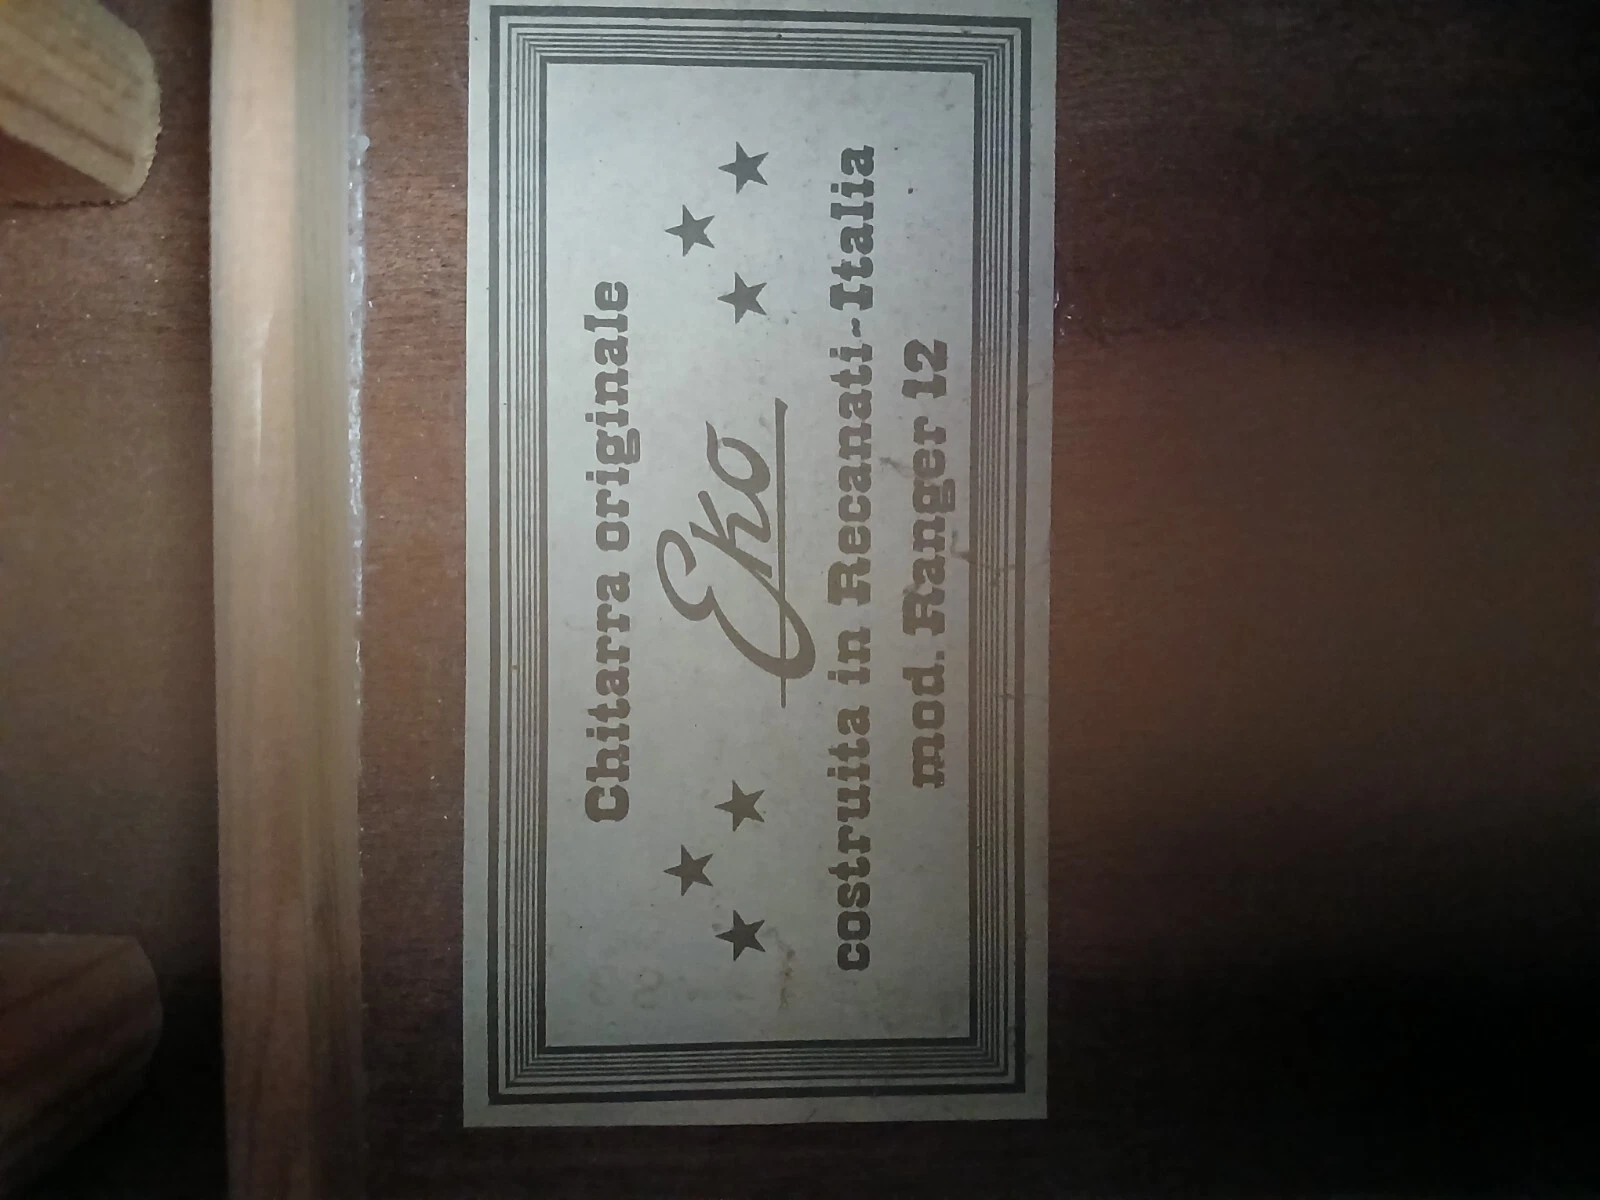 Chitarra originale
Eko
costruita in Recanati-Italia
mod. Ranger 12